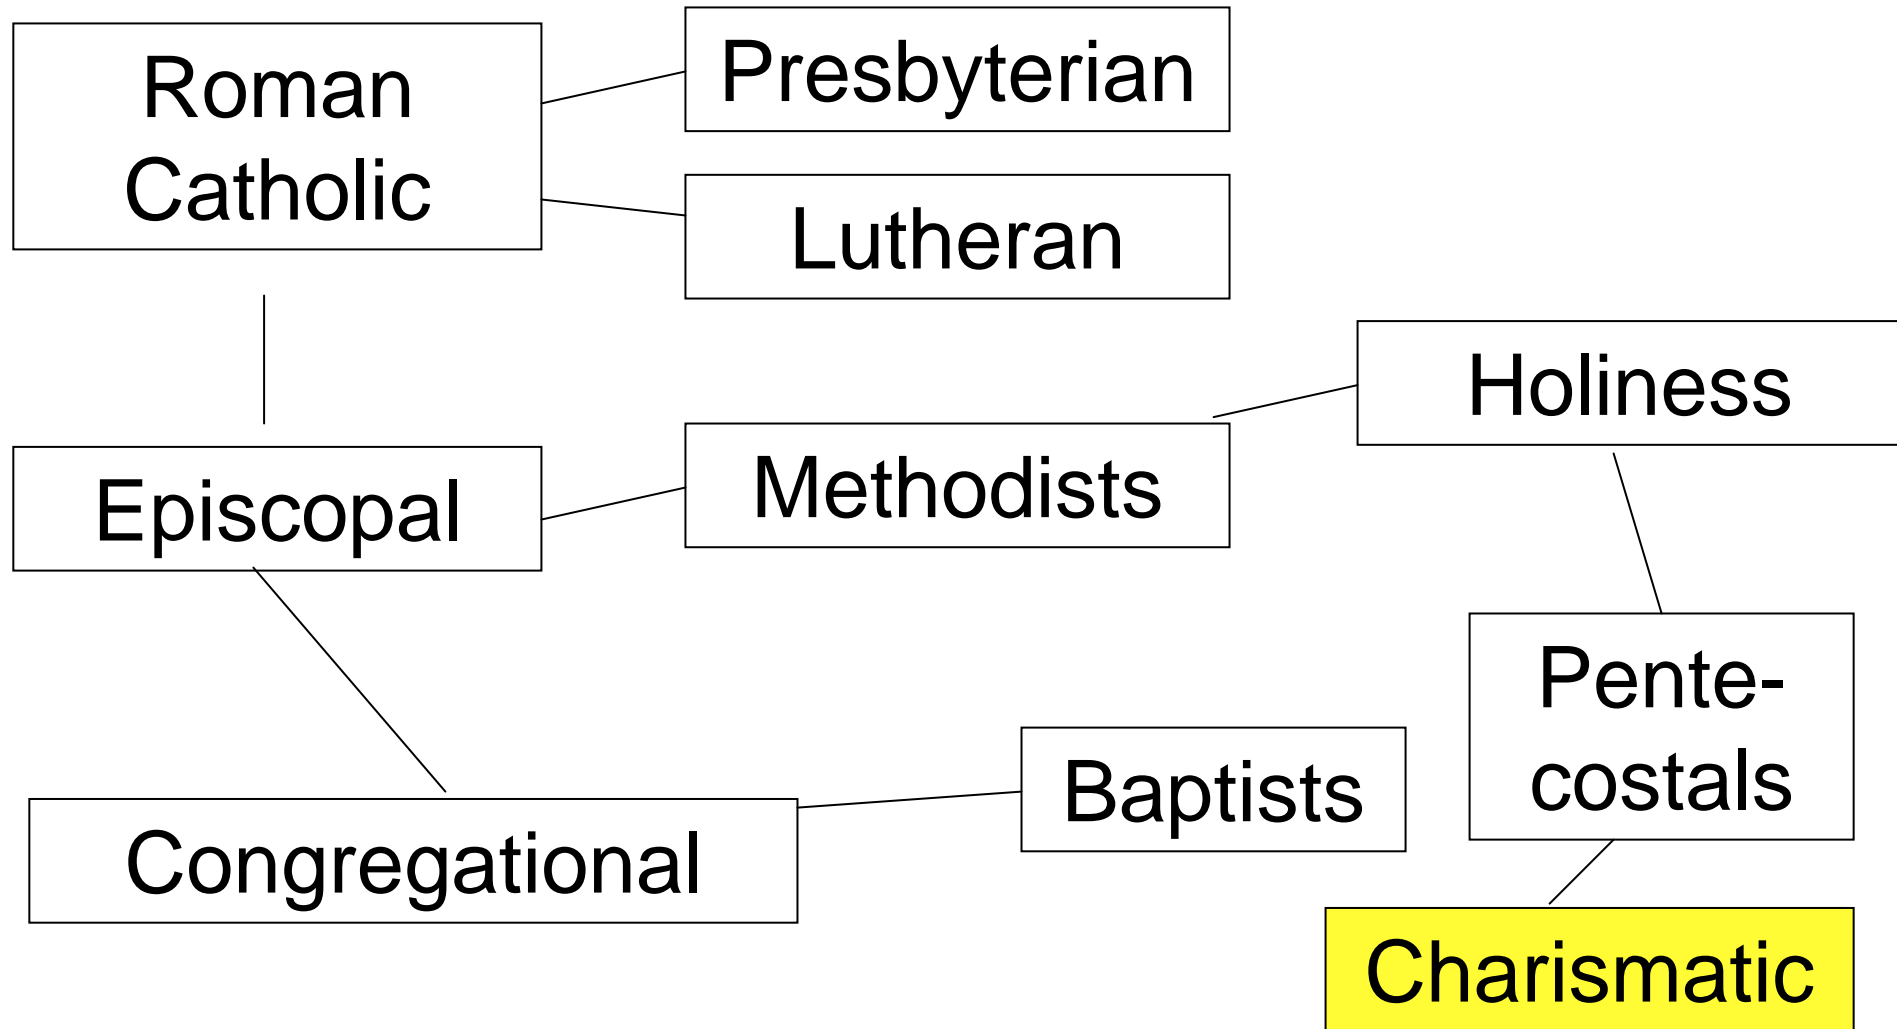 Roman
Catholic
Presbyterian
Lutheran
Holiness
Episcopal
Methodists
Pente-
costals
Baptists
Congregational
Charismatic